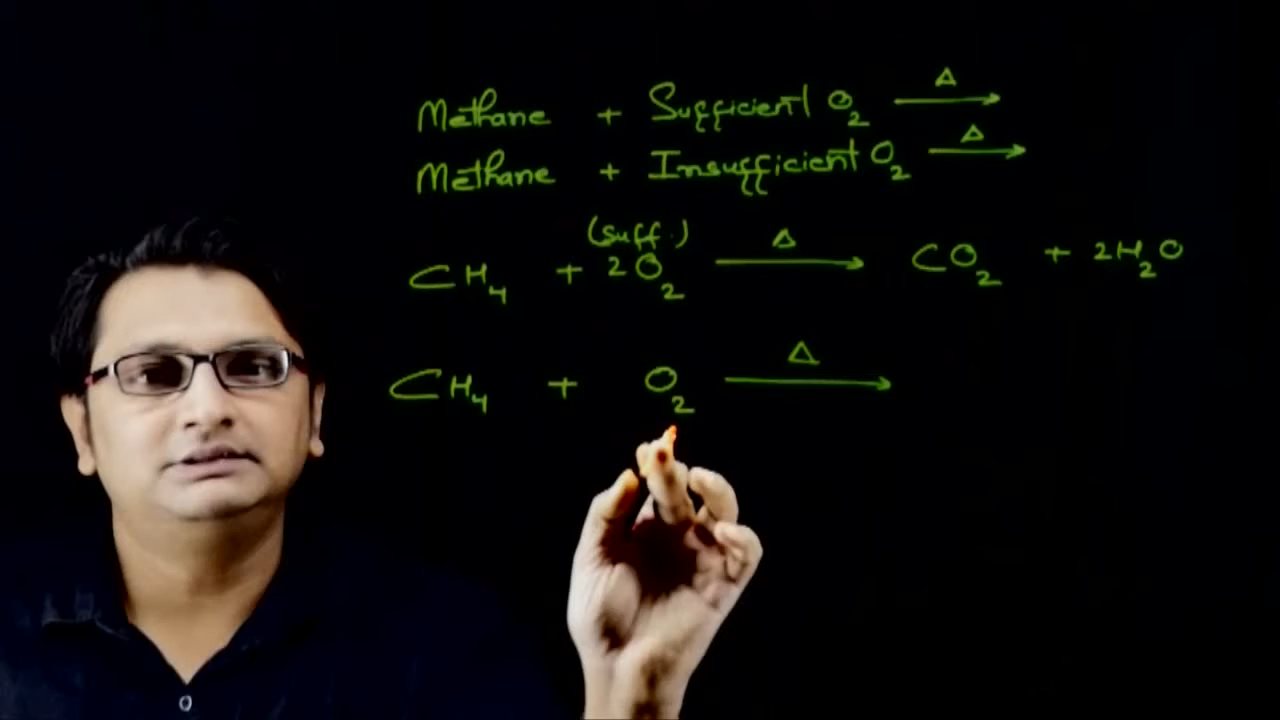 Methane + Sufficient O₂ Δ→
Methane + Insufficient O₂ Δ→
(suff.)
CH₄ + 2O₂ Δ→ CO₂ + 2H₂O
CH₄ + O₂ Δ→